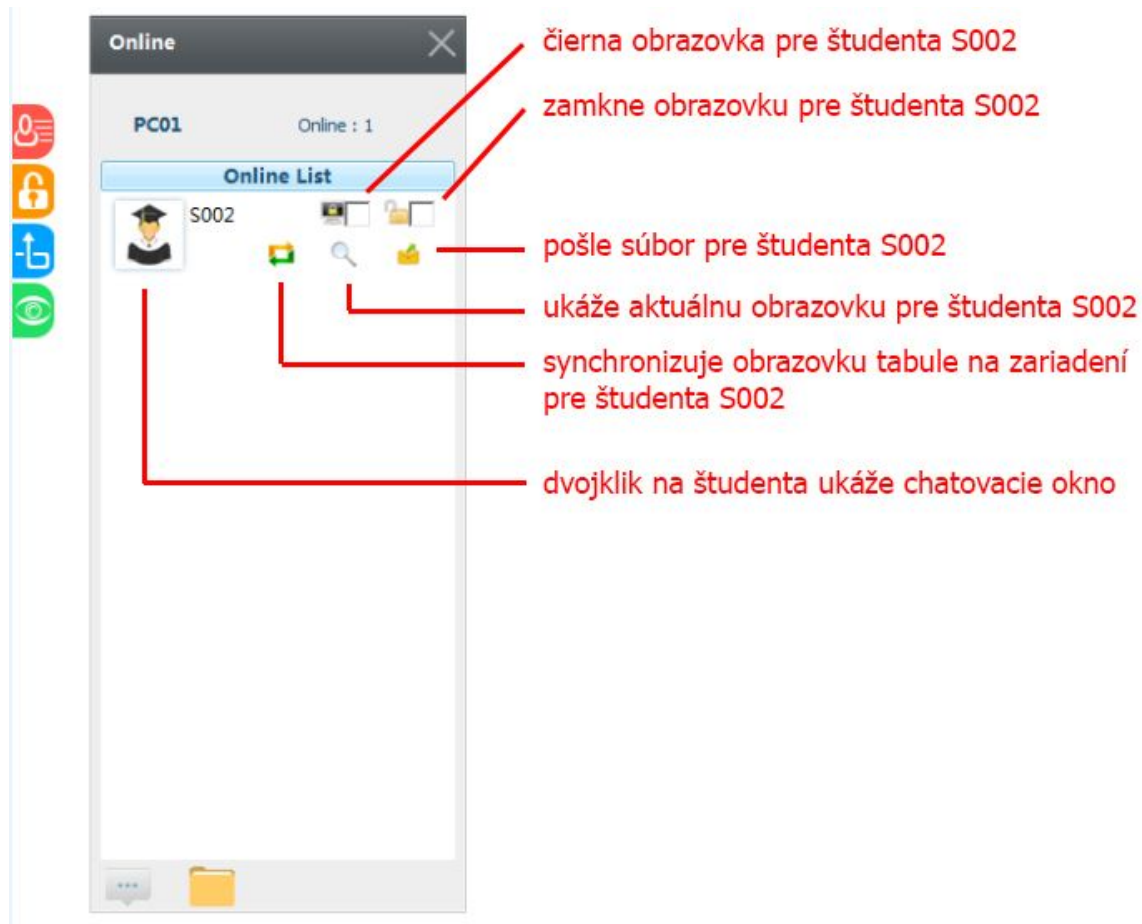 Online
čierna obrazovka pre študenta S002
zamkne obrazovku pre študenta S002
PC01 Online : 1
Online List
S002
pošle súbor pre študenta S002
ukáže aktuálnu obrazovku pre študenta S002
synchronizuje obrazovku tabule na zariadení
pre študenta S002
dvojklik na študenta ukáže chatovacie okno